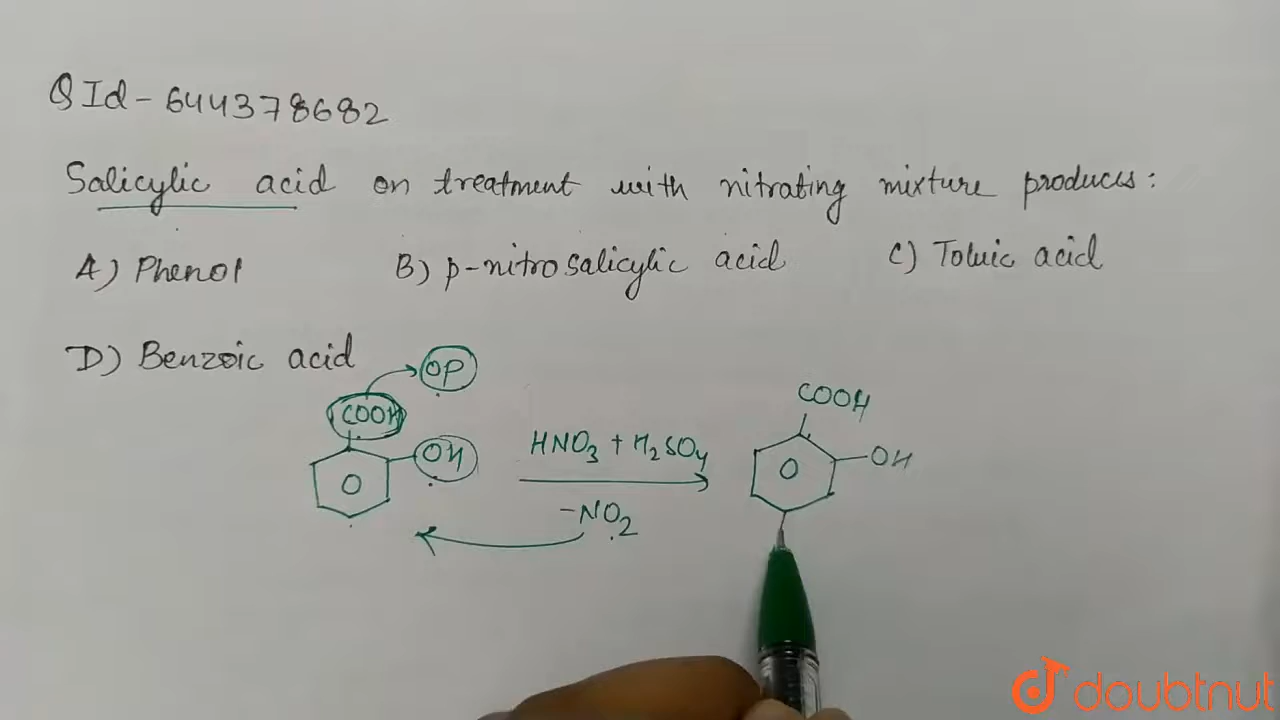 Q Id - 644378682
Salicylic acid on treatment with nitrating mixture produces:
A) Phenol B) p-nitrosalicylic acid C) Toluic acid
D) Benzoic acid
OP
COOH
OH
HNO3 + H2SO4
-NO2
COOH
OH
doubtnut